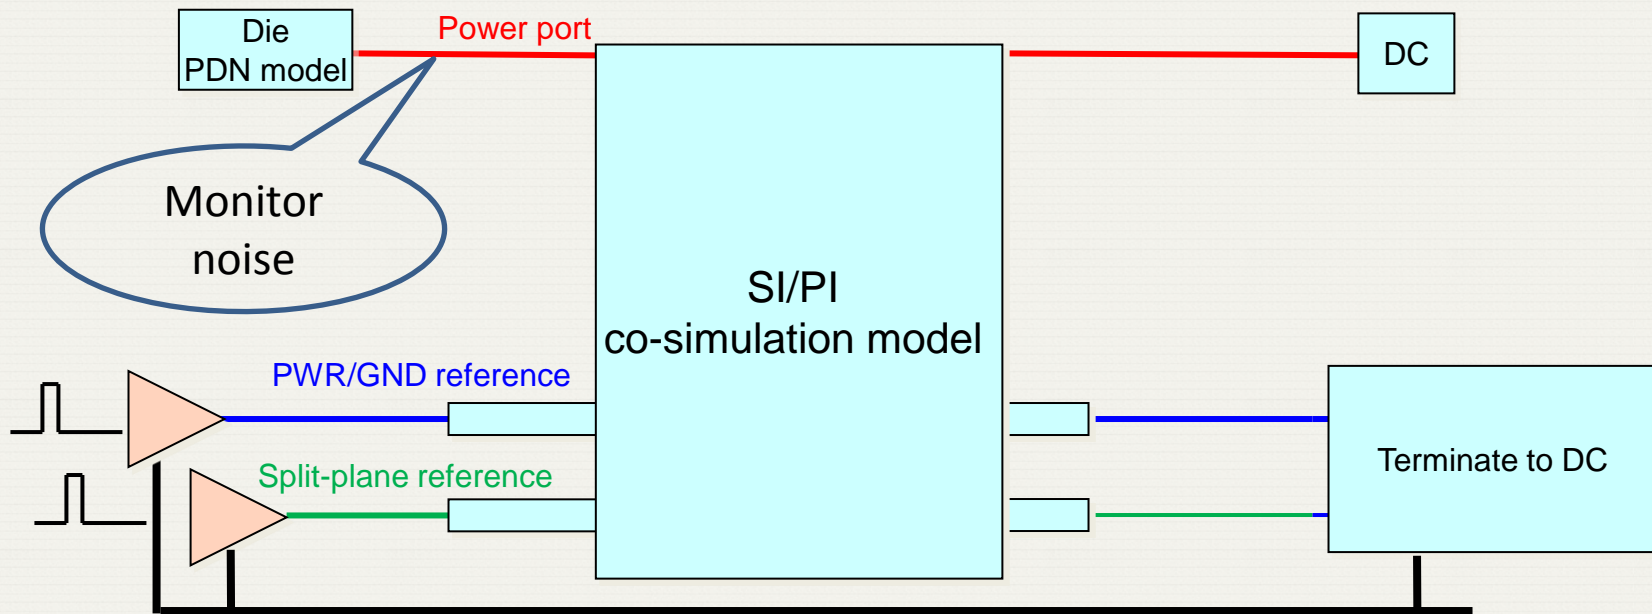 Die
PDN model
Power port
DC
Monitor
noise
SI/PI
co-simulation model
PWR/GND reference
Split-plane reference
Terminate to DC